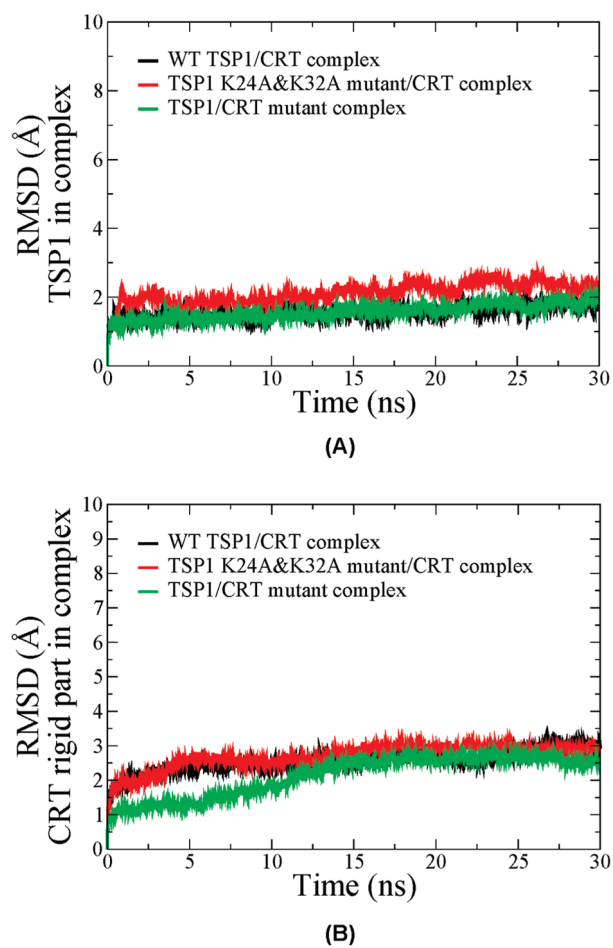 10
8
6
4
2
0
RMSD (Å)
TSP1 in complex
WT TSP1/CRT complex
TSP1 K24A&K32A mutant/CRT complex
TSP1/CRT mutant complex
0 5 10 15 20 25 30
Time (ns)
(A)
10
9
8
7
6
5
4
3
2
1
0
RMSD (Å)
CRT rigid part in complex
WT TSP1/CRT complex
TSP1 K24A&K32A mutant/CRT complex
TSP1/CRT mutant complex
0 5 10 15 20 25 30
Time (ns)
(B)